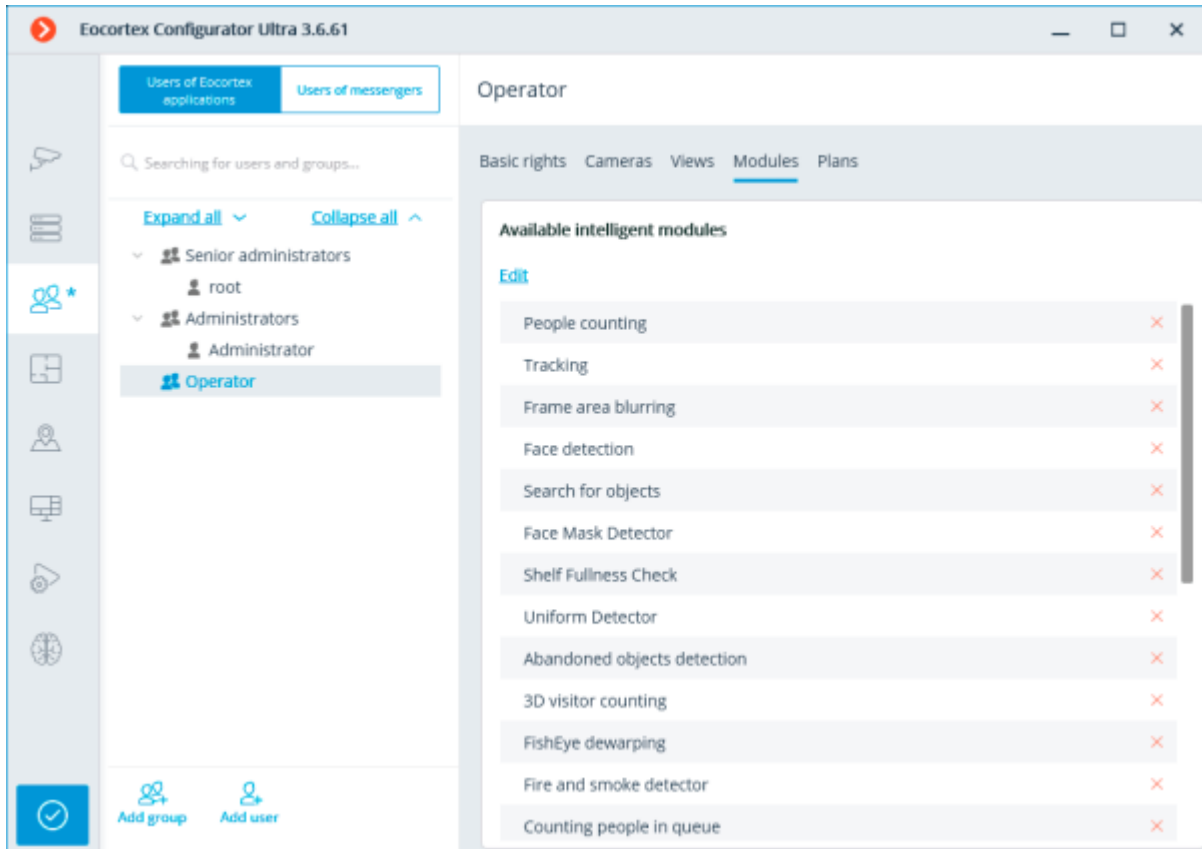 Eocortex Configurator Ultra 3.6.61
Users of Eocortex
applications
Users of messengers
Searching for users and groups...
Expand all
Collapse all
Senior administrators
root
Administrators
Administrator
Operator
Add group
Add user
Operator
Basic rights Cameras Views Modules Plans
Available intelligent modules
Edit
People counting
Tracking
Frame area blurring
Face detection
Search for objects
Face Mask Detector
Shelf Fullness Check
Uniform Detector
Abandoned objects detection
3D visitor counting
FishEye dewarping
Fire and smoke detector
Counting people in queue